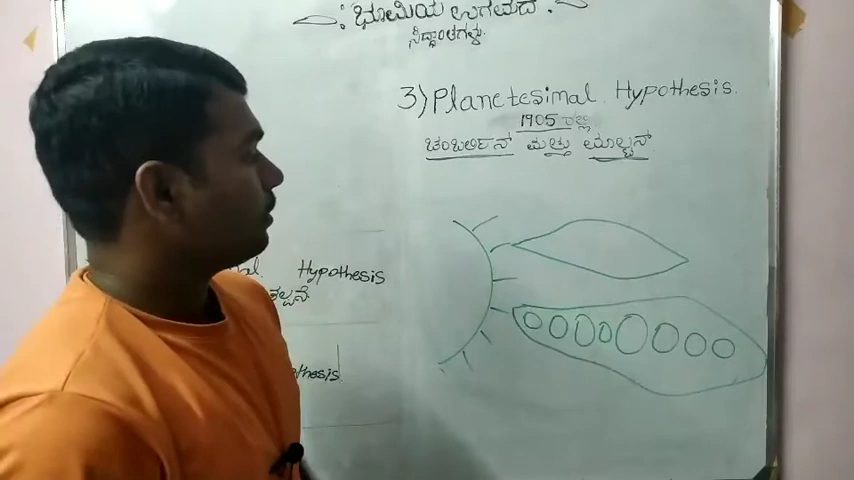 ಭೂಮಿಯ ಉಗಮದ
ಸಿದ್ಧಾಂತಗಳು
3) Planetesimal Hypothesis.
1905 ರಲ್ಲಿ
ಚಂಬರ್ಲಿನ್ ಮತ್ತು ಮೋಲ್ಟನ್
Hypothesis